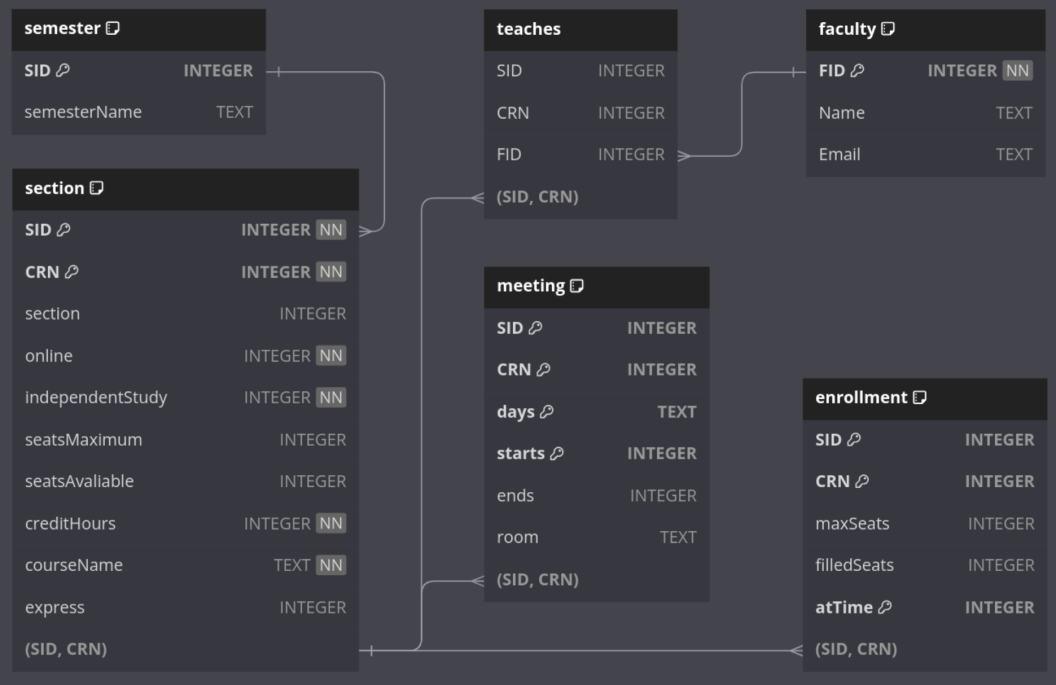 semester
SID INTEGER
semesterName TEXT
section
SID INTEGER NN
CRN INTEGER NN
section INTEGER
online INTEGER NN
independentStudy INTEGER NN
seatsMaximum INTEGER
seatsAvaliable INTEGER
creditHours INTEGER NN
courseName TEXT NN
express INTEGER
(SID, CRN)
teaches
SID INTEGER
CRN INTEGER
FID INTEGER
(SID, CRN)
meeting
SID INTEGER
CRN INTEGER
days TEXT
starts INTEGER
ends INTEGER
room TEXT
(SID, CRN)
faculty
FID INTEGER NN
Name TEXT
Email TEXT
enrollment
SID INTEGER
CRN INTEGER
maxSeats INTEGER
filledSeats INTEGER
atTime INTEGER
(SID, CRN)